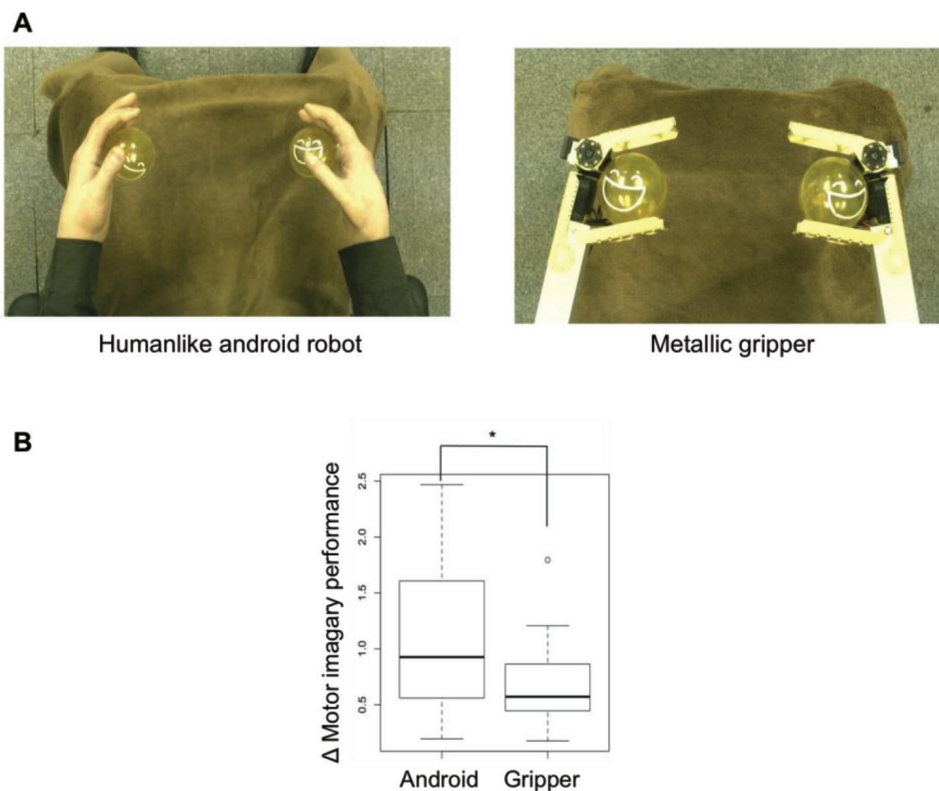 A
Humanlike android robot
Metallic gripper
B
*
Δ Motor imagary performance
2.5
2.0
1.5
1.0
0.5
Android
Gripper